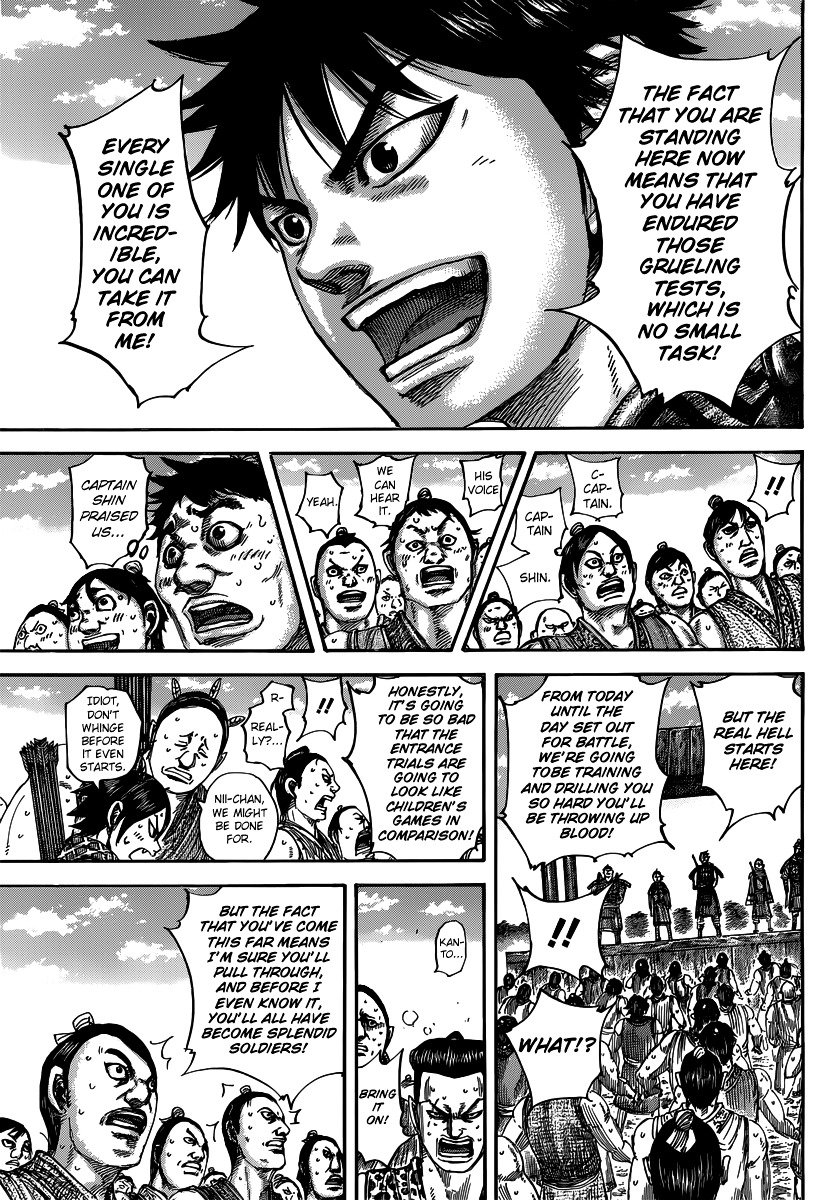 THE FACT
THAT YOU ARE
STANDING
HERE NOW
MEANS THAT
YOU HAVE
ENDURED
THOSE
GRUELING
TESTS,
WHICH IS
NO SMALL
TASK!
EVERY
SINGLE
ONE OF
YOU IS
INCRED-
IBLE,
YOU CAN
TAKE IT
FROM
ME!
!!
C-
CAP-
TAIN.
CAP-
TAIN
SHIN.
HIS
VOICE
WE
CAN
HEAR
IT.
YEAH.
CAPTAIN
SHIN
PRAISED
US...
BUT THE
REAL HELL
STARTS
HERE!
FROM TODAY
UNTIL THE
DAY SET OUT
FOR BATTLE,
WE'RE GOING
TOBE TRAINING
AND DRILLING YOU
SO HARD YOU'LL
BE THROWING UP
BLOOD!
!!
WHAT!?
HONESTLY,
IT'S GOING
TO BE SO BAD
THAT THE
ENTRANCE
TRIALS ARE
GOING TO
LOOK LIKE
CHILDREN'S
GAMES IN
COMPARISON!
!!
R-
REAL-
LY?...
NII-CHAN,
WE MIGHT
BE DONE
FOR.
IDIOT,
DON'T
WHINGE
BEFORE
IT EVEN
STARTS.
KAN-
TO...
BRING
IT
ON!
BUT THE FACT
THAT YOU'VE COME
THIS FAR MEANS
I'M SURE YOU'LL
PULL THROUGH,
AND BEFORE I
EVEN KNOW IT,
YOU'LL ALL HAVE
BECOME SPLENDID
SOLDIERS!